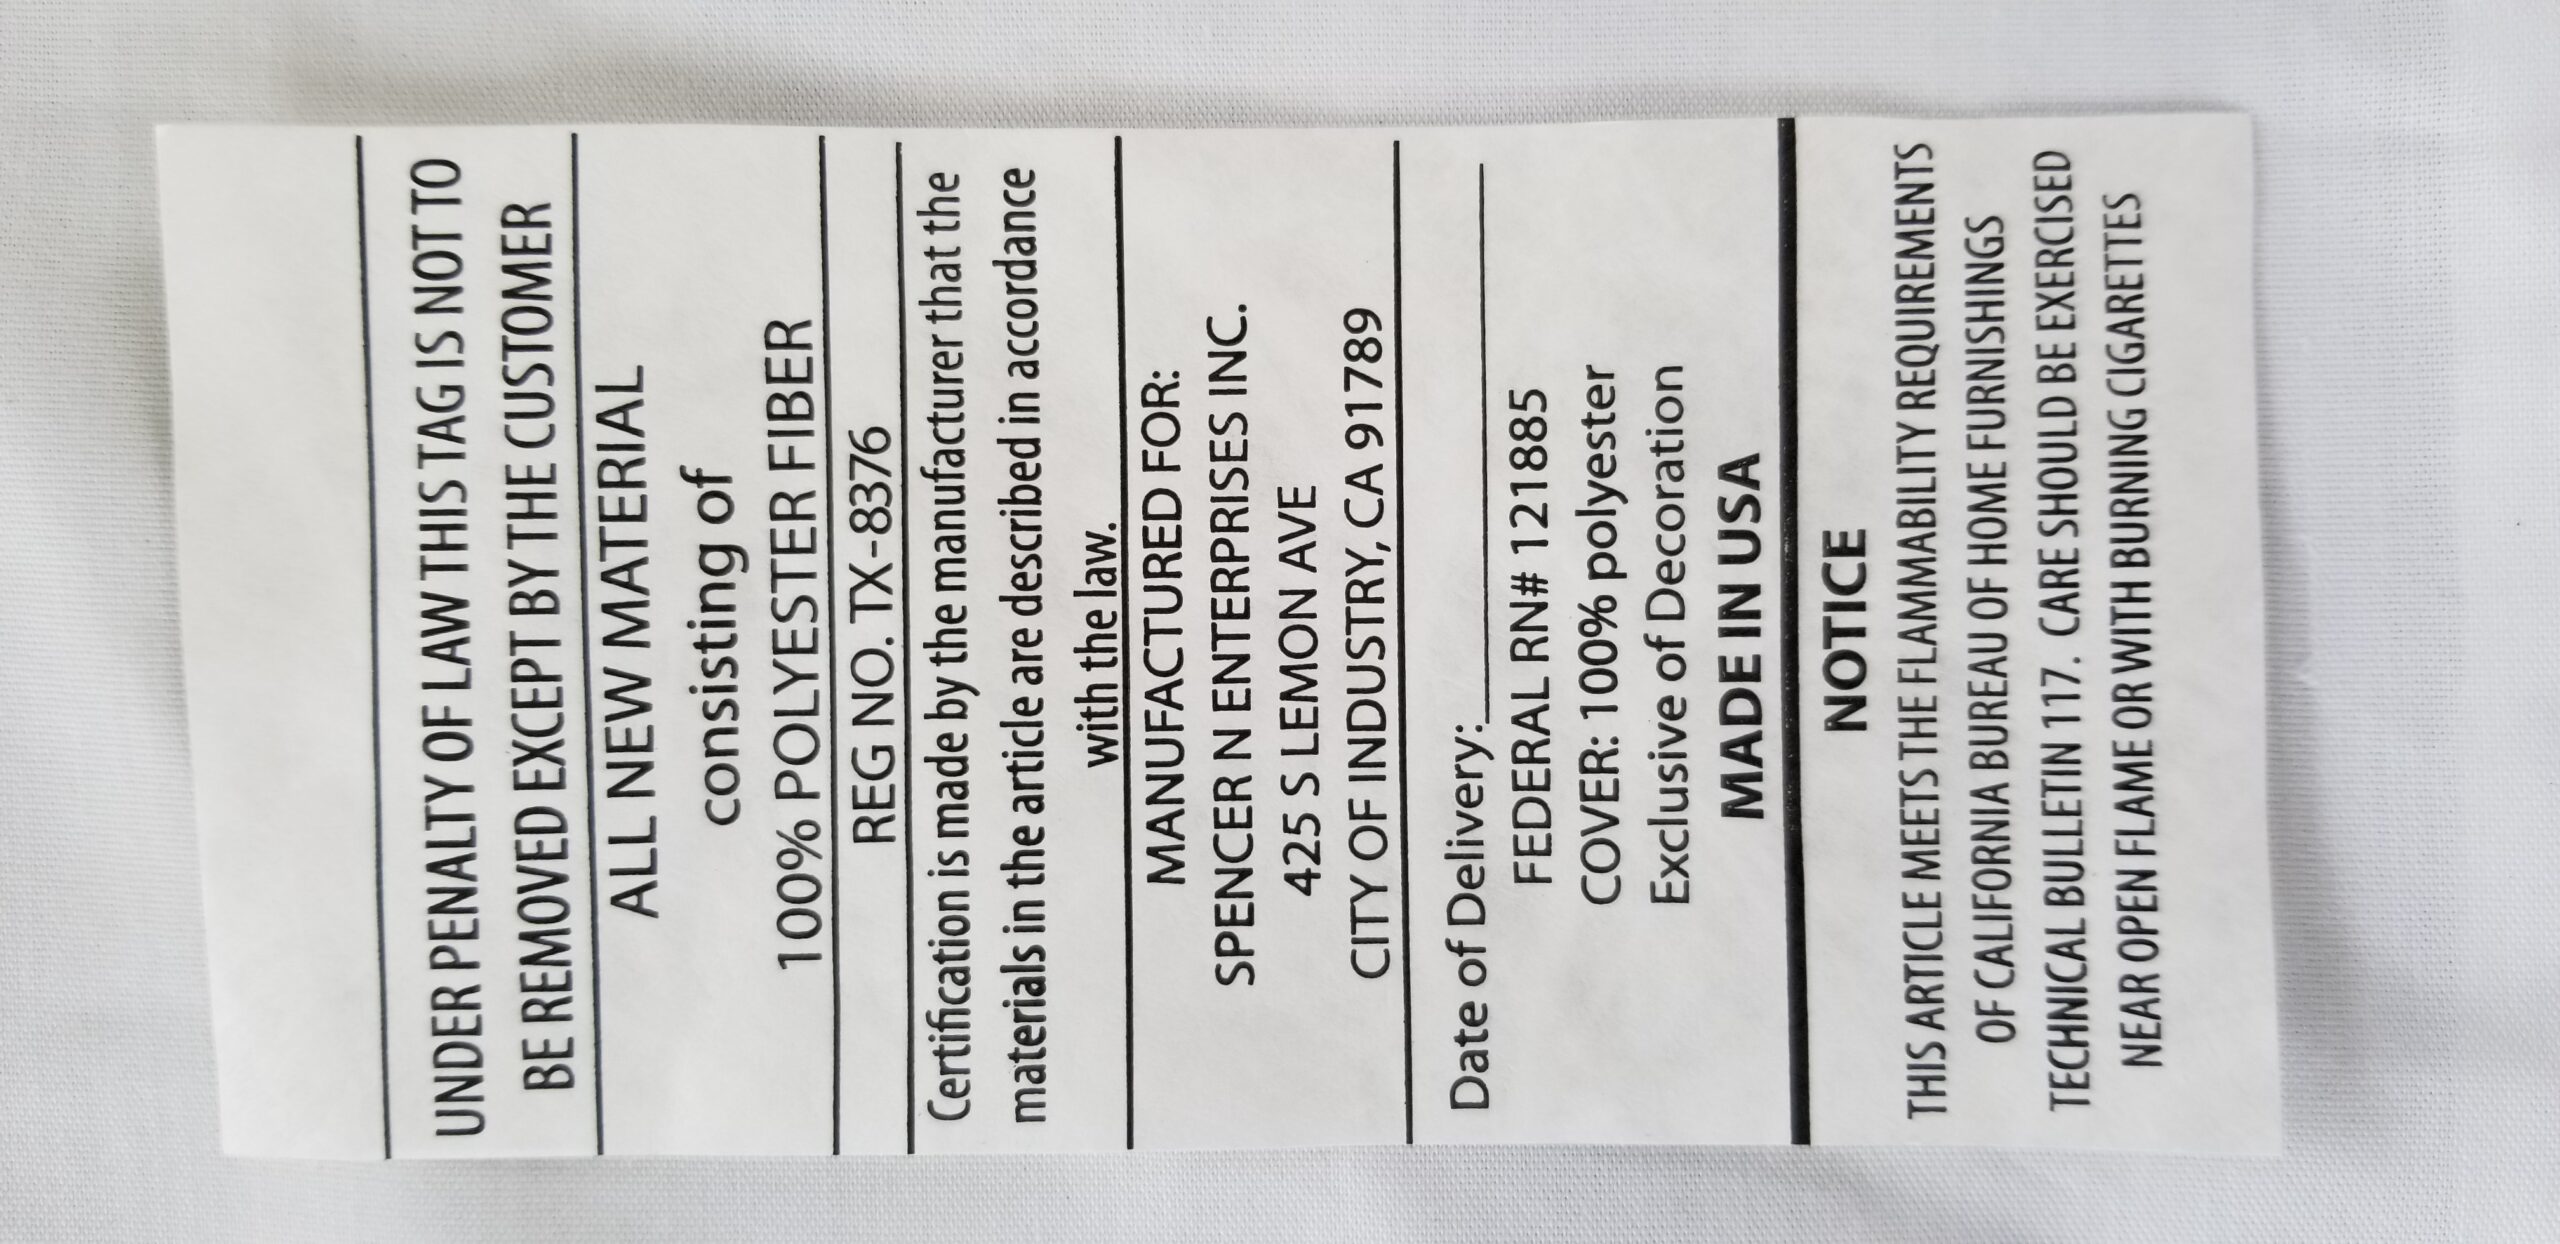 UNDER PENALTY OF LAW THIS TAG IS NOT TO
BE REMOVED EXCEPT BY THE CUSTOMER
ALL NEW MATERIAL
consisting of
100% POLYESTER FIBER
REG NO. TX-8376
Certification is made by the manufacturer that the
materials in the article are described in accordance
with the law.
MANUFACTURED FOR:
SPENCER N ENTERPRISES INC.
425 S LEMON AVE
CITY OF INDUSTRY, CA 91789
Date of Delivery:
FEDERAL RN# 121885
COVER: 100% polyester
Exclusive of Decoration
MADE IN USA
NOTICE
THIS ARTICLE MEETS THE FLAMMABILITY REQUIREMENTS
OF CALIFORNIA BUREAU OF HOME FURNISHINGS
TECHNICAL BULLETIN 117. CARE SHOULD BE EXERCISED
NEAR OPEN FLAME OR WITH BURNING CIGARETTES